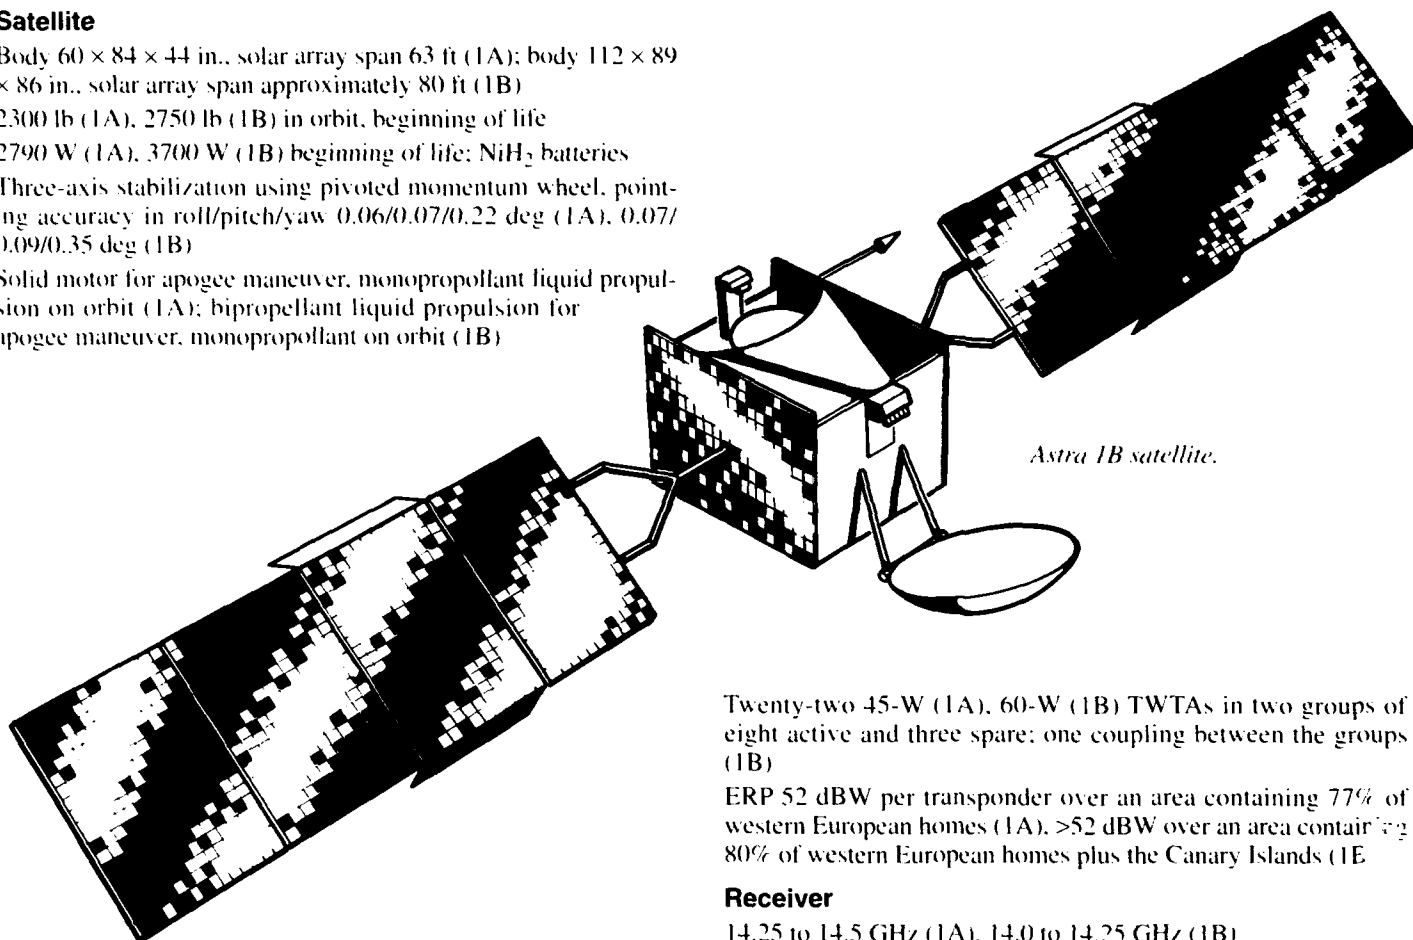 Satellite
Body 60 × 84 × 44 in., solar array span 63 ft (1A); body 112 × 89
× 86 in., solar array span approximately 80 ft (1B)
2300 lb (1A), 2750 lb (1B) in orbit, beginning of life
2790 W (1A), 3700 W (1B) beginning of life; NiH₂ batteries
Three-axis stabilization using pivoted momentum wheel, point-
ing accuracy in roll/pitch/yaw 0.06/0.07/0.22 deg (1A), 0.07/
0.09/0.35 deg (1B)
Solid motor for apogee maneuver, monopropollant liquid propul-
sion on orbit (1A); bipropellant liquid propulsion for
apogee maneuver, monopropollant on orbit (1B)
Astra 1B satellite.
Twenty-two 45-W (1A), 60-W (1B) TWTAs in two groups of
eight active and three spare; one coupling between the groups
(1B)
ERP 52 dBW per transponder over an area containing 77% of
western European homes (1A), >52 dBW over an area containing
80% of western European homes plus the Canary Islands (1B
Receiver
14.25 to 14.5 GHz (1A), 14.0 to 14.25 GHz (1B)